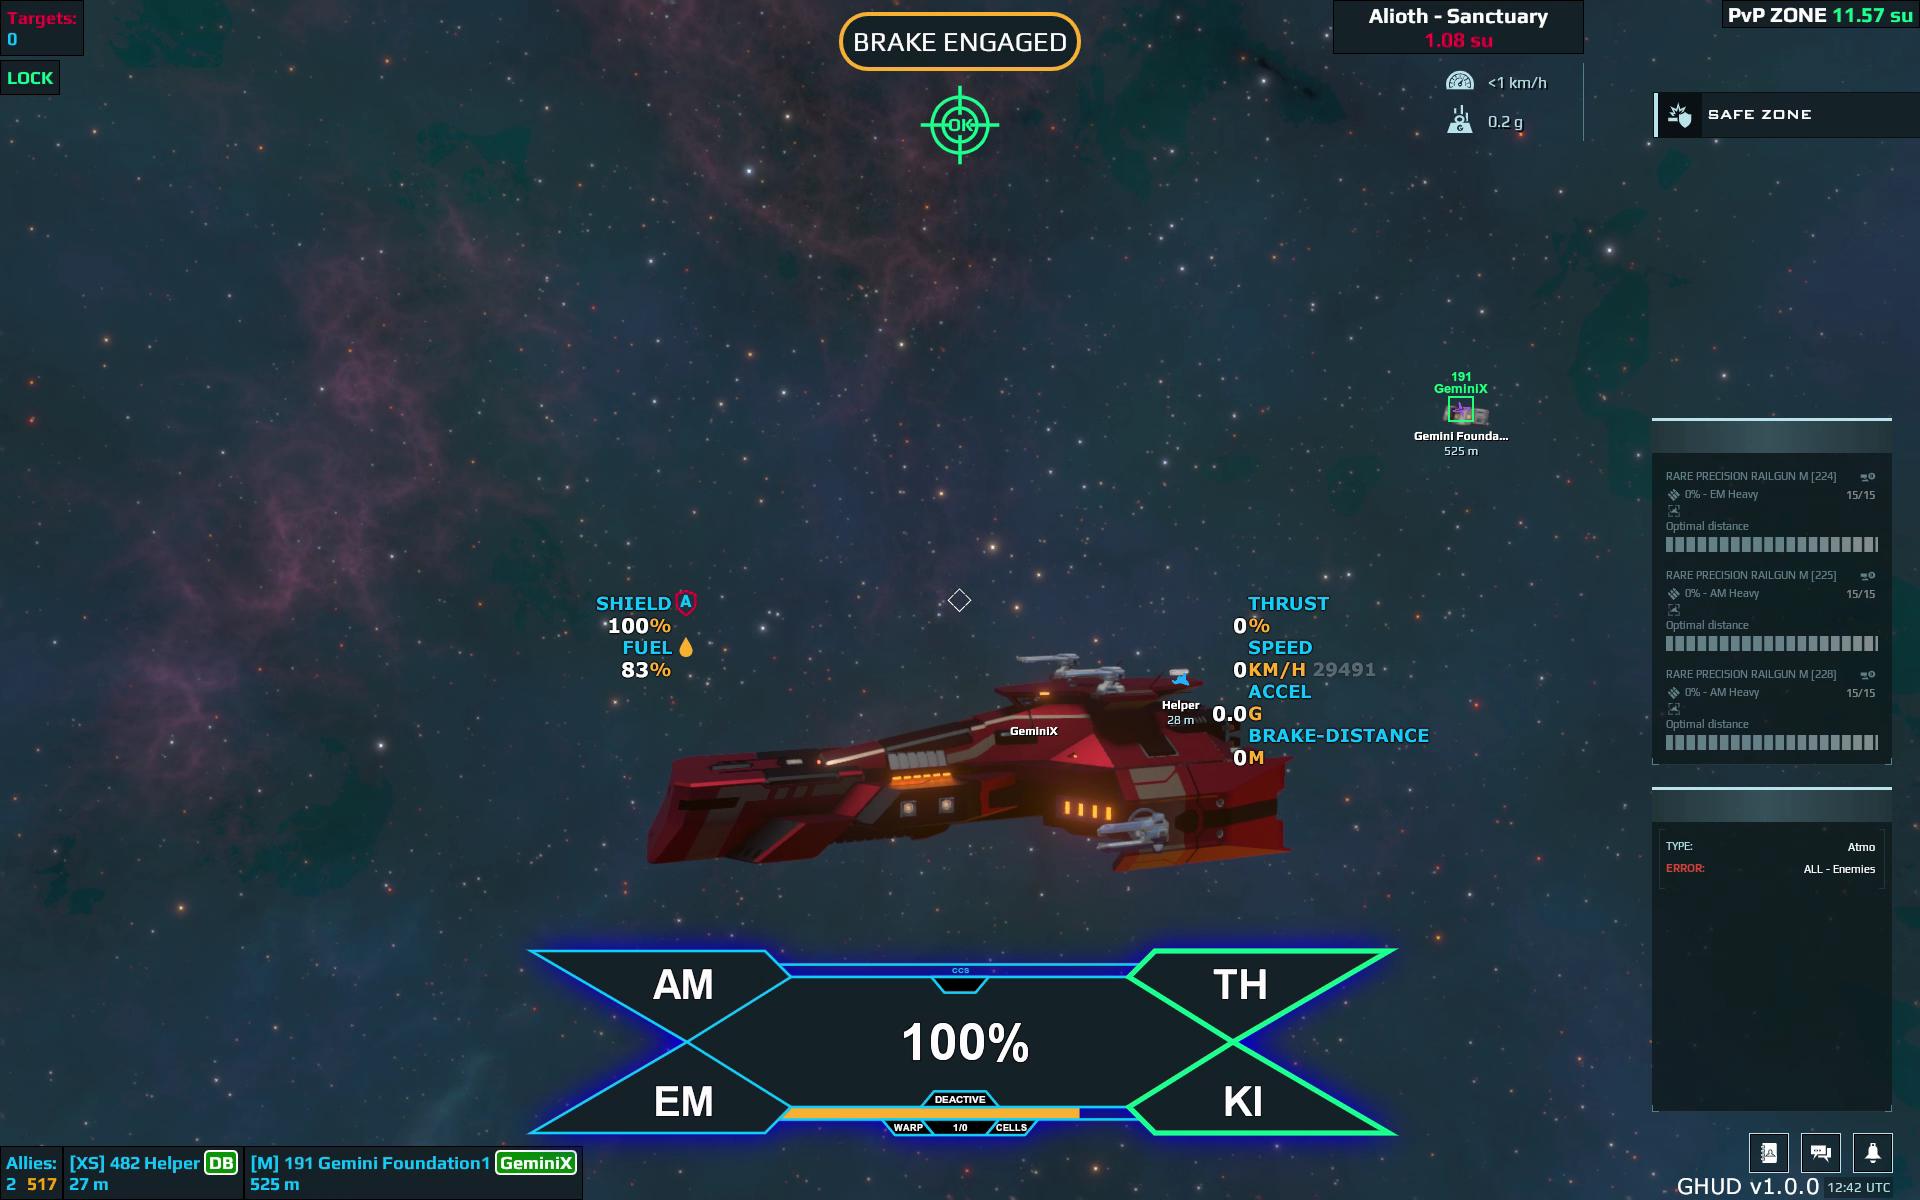 Targets:
0
LOCK
BRAKE ENGAGED
OK
Alioth - Sanctuary
1.08 su
<1 km/h
G
0.2 g
PvP ZONE 11.57 su
SAFE ZONE
191
GeminiX
Gemini Founda...
525 m
RARE PRECISION RAILGUN M [224]
0% - EM Heavy
15/15
Optimal distance
RARE PRECISION RAILGUN M [225]
0% - AM Heavy
15/15
Optimal distance
RARE PRECISION RAILGUN M [228]
0% - AM Heavy
15/15
Optimal distance
SHIELD A
100%
FUEL
83%
THRUST
0%
SPEED
0KM/H 29491
ACCEL
0.0G
BRAKE-DISTANCE
0M
Helper
28 m
GeminiX
TYPE: Atmo
ERROR: ALL - Enemies
AM
CCS
TH
100%
EM
DEACTIVE
KI
WARP 1/0 CELLS
Allies:
2 517
[XS] 482 Helper DB
27 m
[M] 191 Gemini Foundation1 GeminiX
525 m
GHUD v1.0.0 12:42 UTC